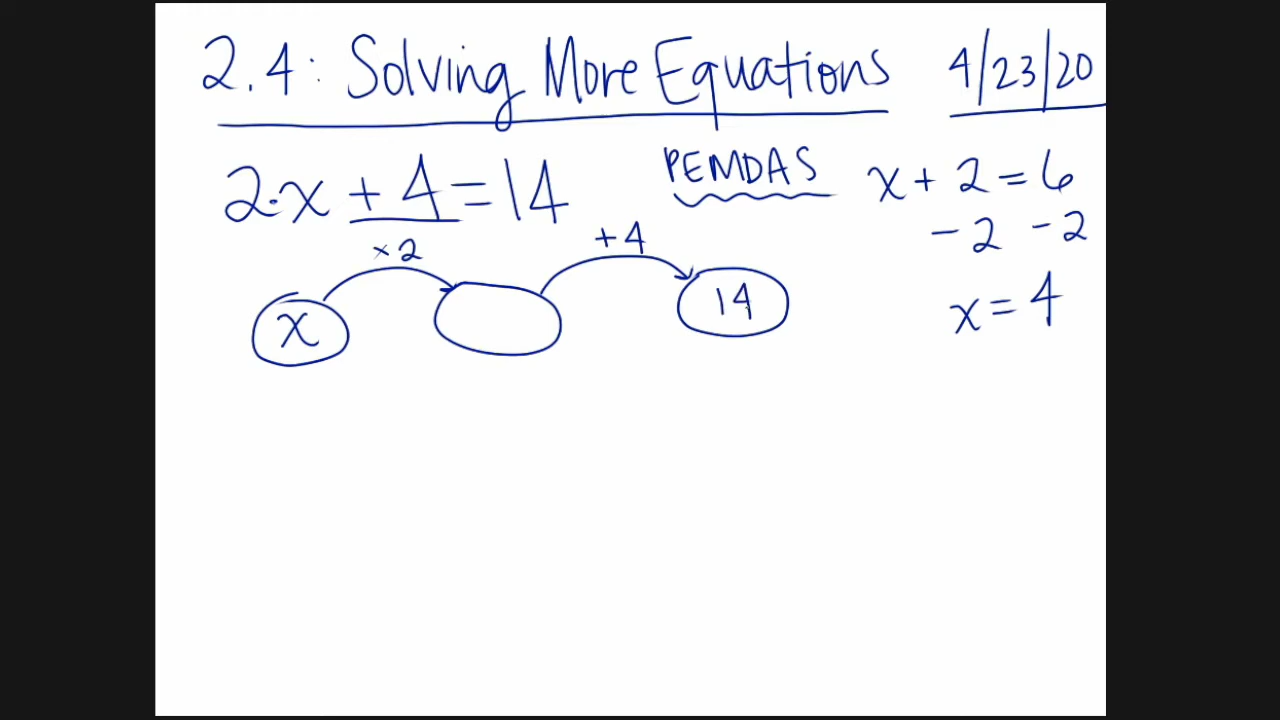 2.4: Solving More Equations 4/23/20
2·x + 4 = 14
PEMDAS
x + 2 = 6
- 2 - 2
x = 4
×2
+4
x
14